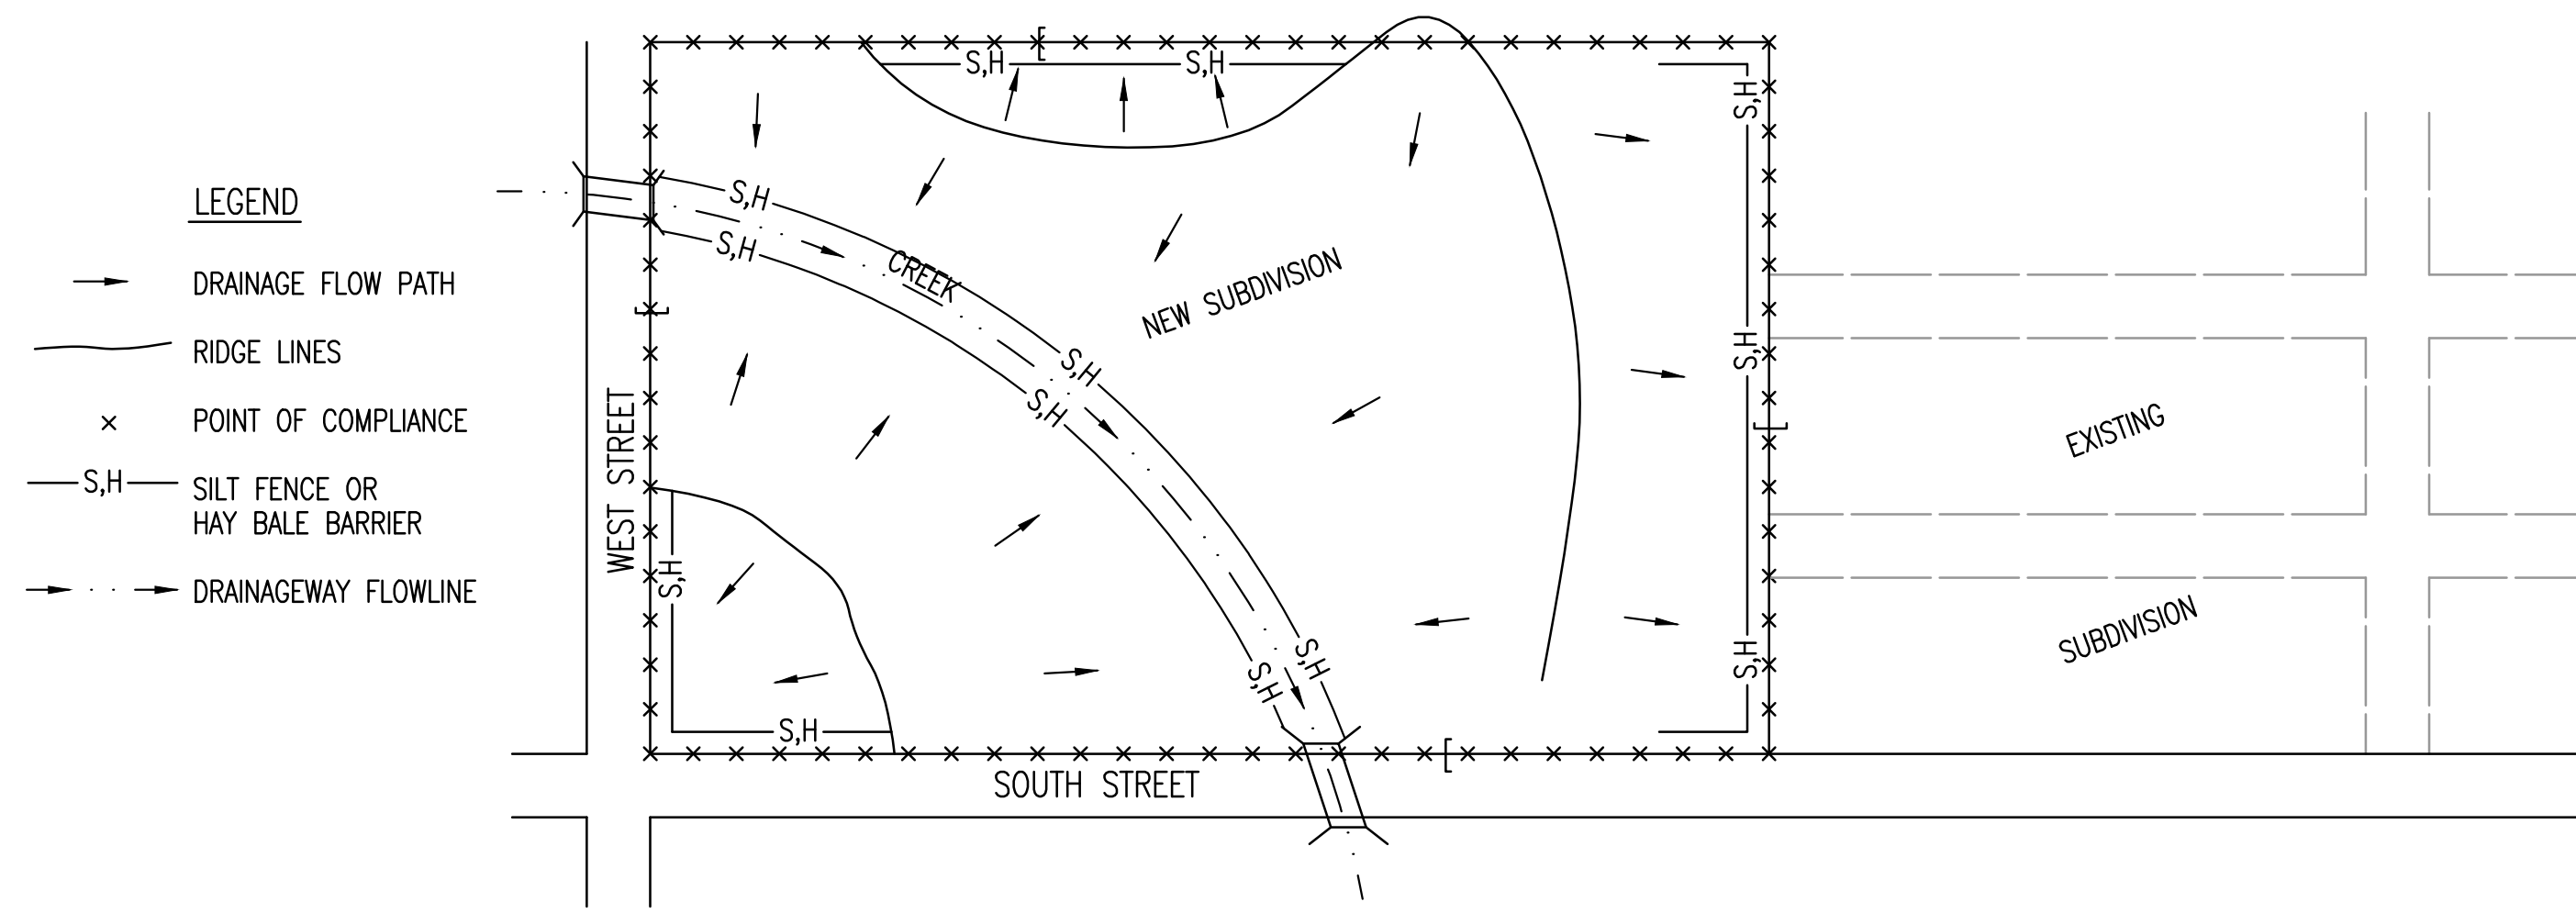 LEGEND
DRAINAGE FLOW PATH
RIDGE LINES
POINT OF COMPLIANCE
S,H
SILT FENCE OR
HAY BALE BARRIER
DRAINAGEWAY FLOWLINE
S,H
S,H
S,H
S,H
S,H
CREEK
NEW SUBDIVISION
S,H
S,H
S,H
WEST STREET
EXISTING
S,H
SUBDIVISION
S,H
S,H
S,H
S,H
SOUTH STREET